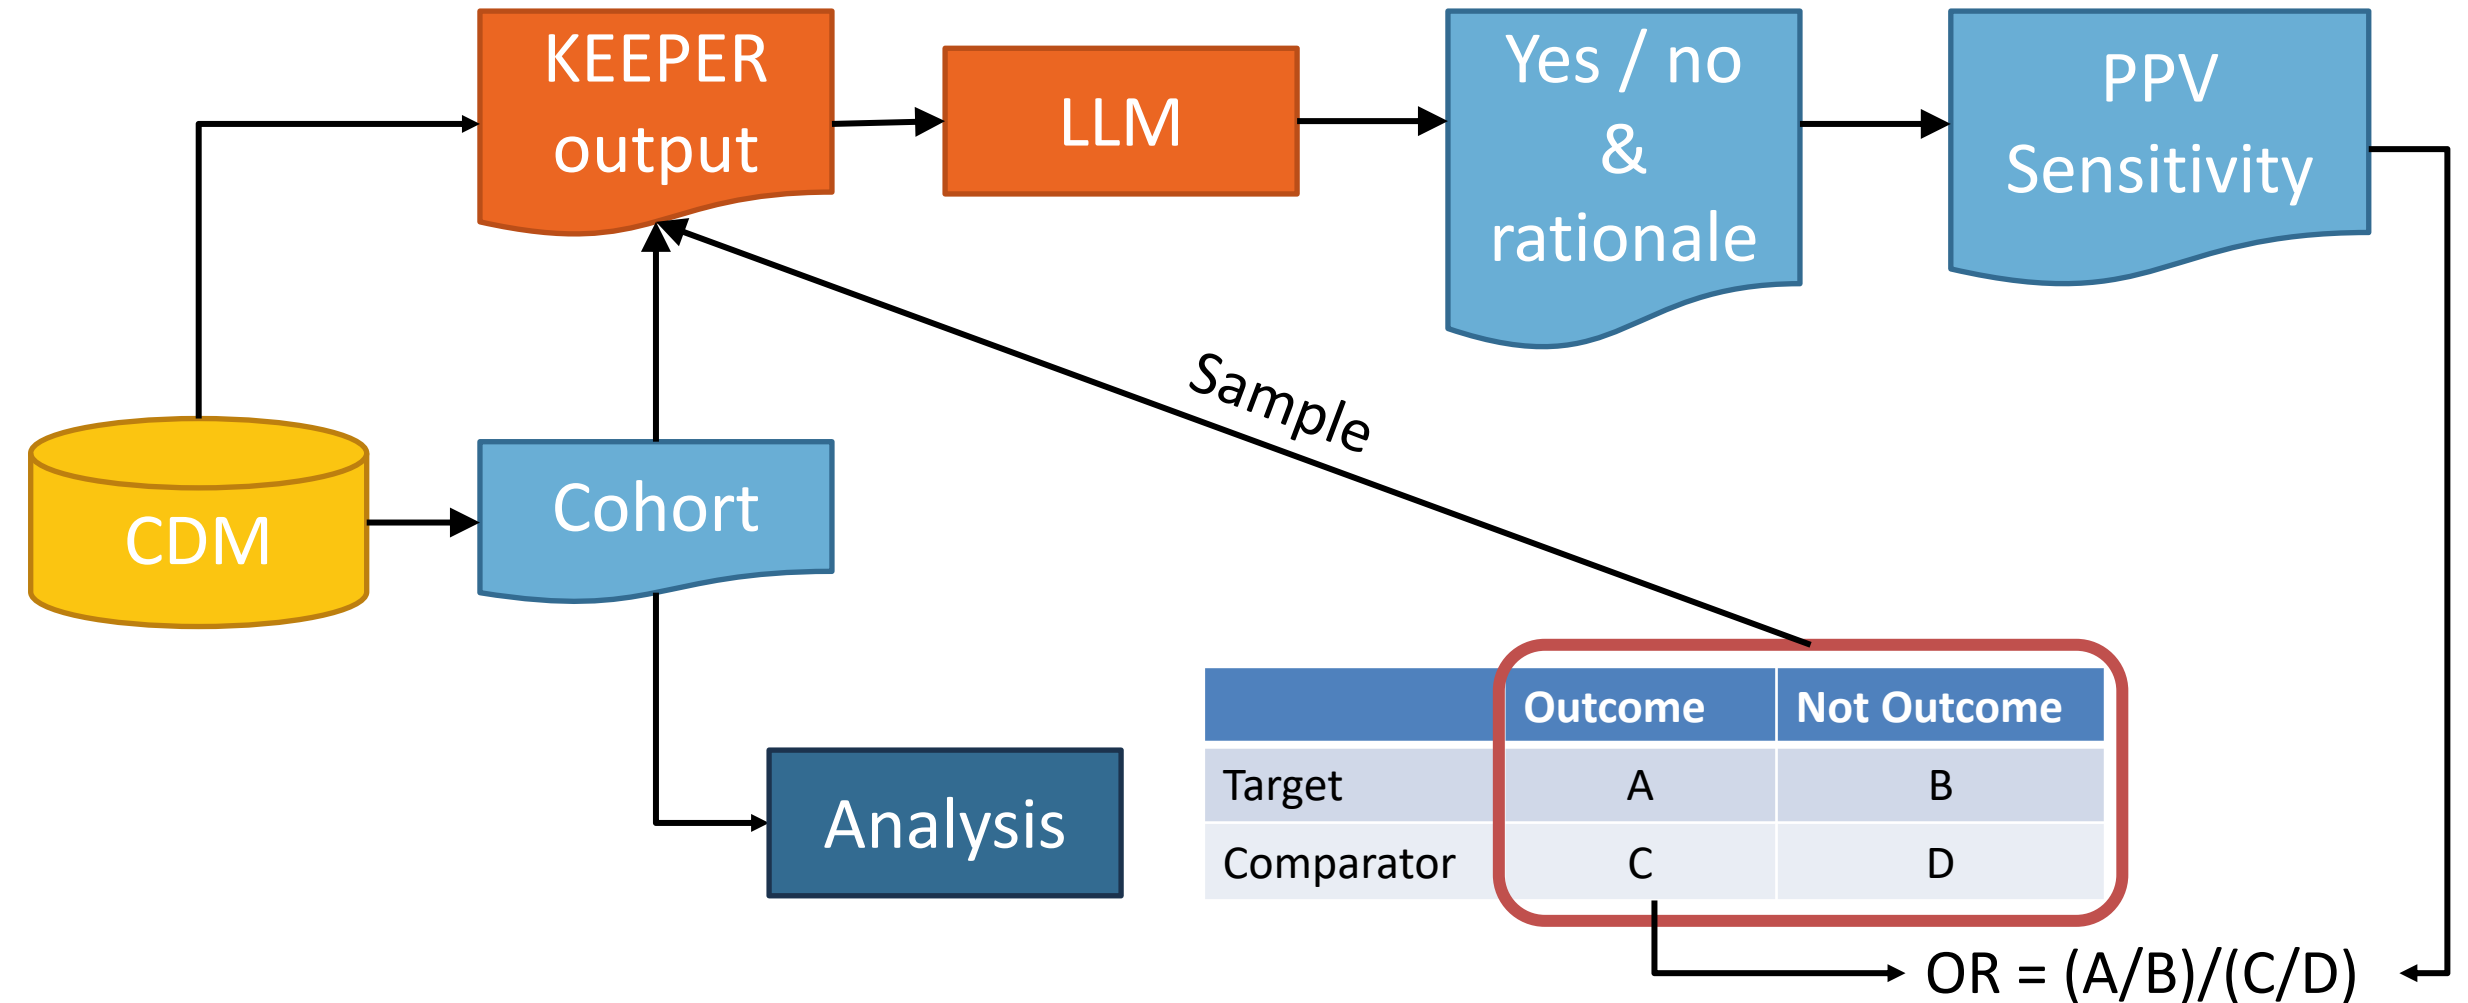 KEEPER
output
LLM
Yes / no
&
rationale
PPV
Sensitivity
CDM
Cohort
Sample
Analysis
Outcome Not Outcome
Target A B
Comparator C D
OR = (A/B)/(C/D)